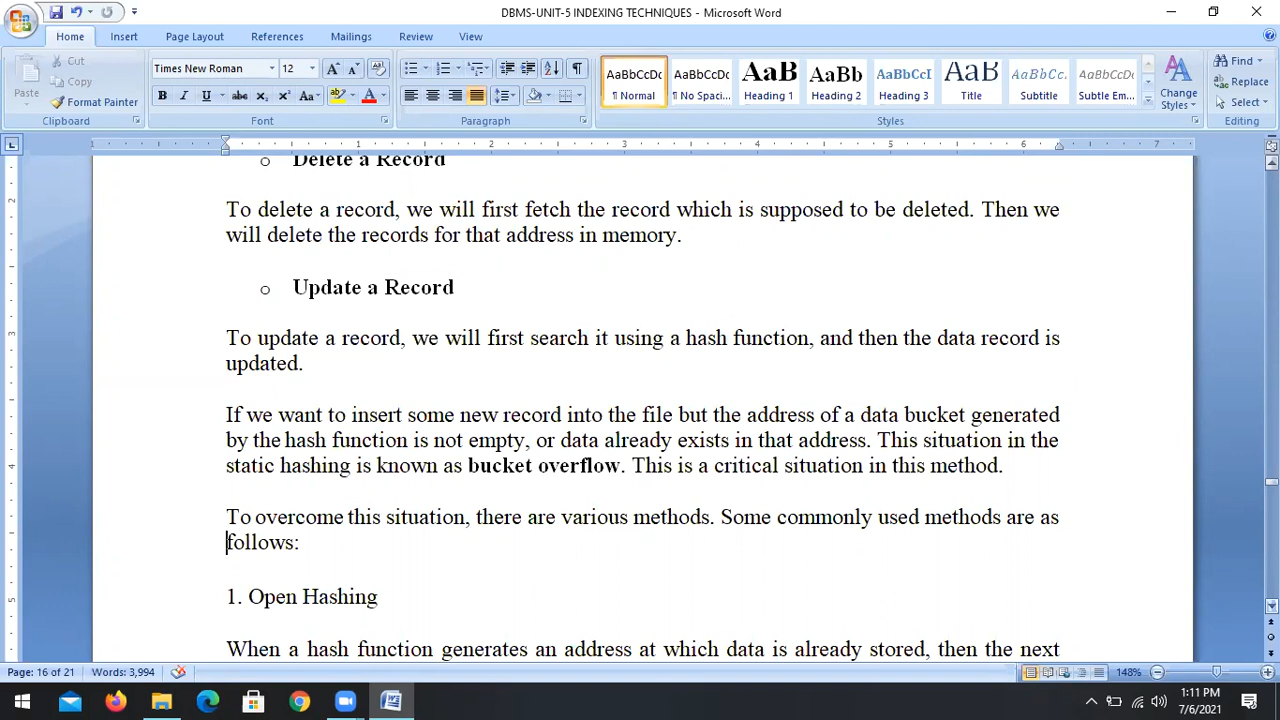 DBMS-UNIT-5 INDEXING TECHNIQUES - Microsoft Word
Home Insert Page Layout References Mailings Review View
Paste Cut Copy Format Painter Clipboard
Times New Roman 12 Font
Paragraph
AaBbCcDc ¶ Normal AaBbCcDc ¶ No Spaci... AaB Heading 1 AaBbCc Heading 2 AaBbCcI Heading 3 AaB Title AaBbCc. Subtitle AaBbCcDc Subtle Em... Change Styles Styles
Find Replace Select Editing
1 1 2 3 4 5 6 7
o Delete a Record
To delete a record, we will first fetch the record which is supposed to be deleted. Then we
will delete the records for that address in memory.
o Update a Record
To update a record, we will first search it using a hash function, and then the data record is
updated.
If we want to insert some new record into the file but the address of a data bucket generated
by the hash function is not empty, or data already exists in that address. This situation in the
static hashing is known as bucket overflow. This is a critical situation in this method.
To overcome this situation, there are various methods. Some commonly used methods are as
follows:
1. Open Hashing
When a hash function generates an address at which data is already stored, then the next
Page: 16 of 21 Words: 3,994 148%
1:11 PM
7/6/2021